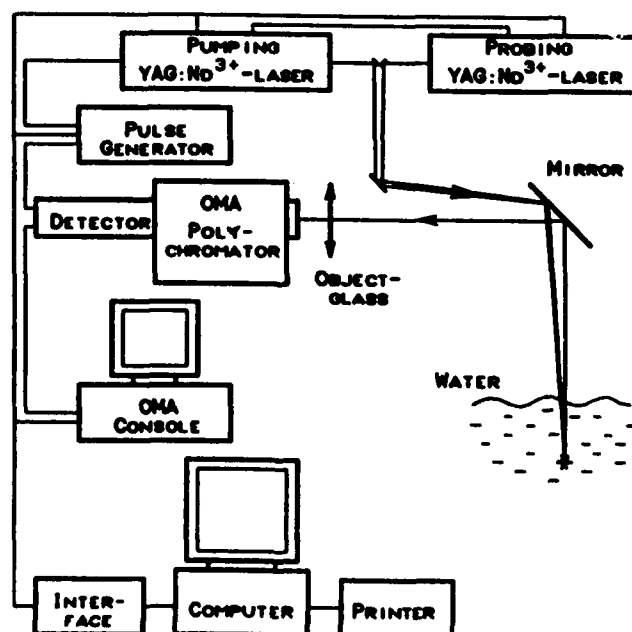 PUMPING
YAG:ND³⁺-LASER
PROBING
YAG:ND³⁺-LASER
PULSE
GENERATOR
MIRROR
DETECTOR
OMA
POLY-
CHROMATOR
OBJECT-
GLASS
WATER
OMA
CONSOLE
INTER-
FACE
COMPUTER
PRINTER